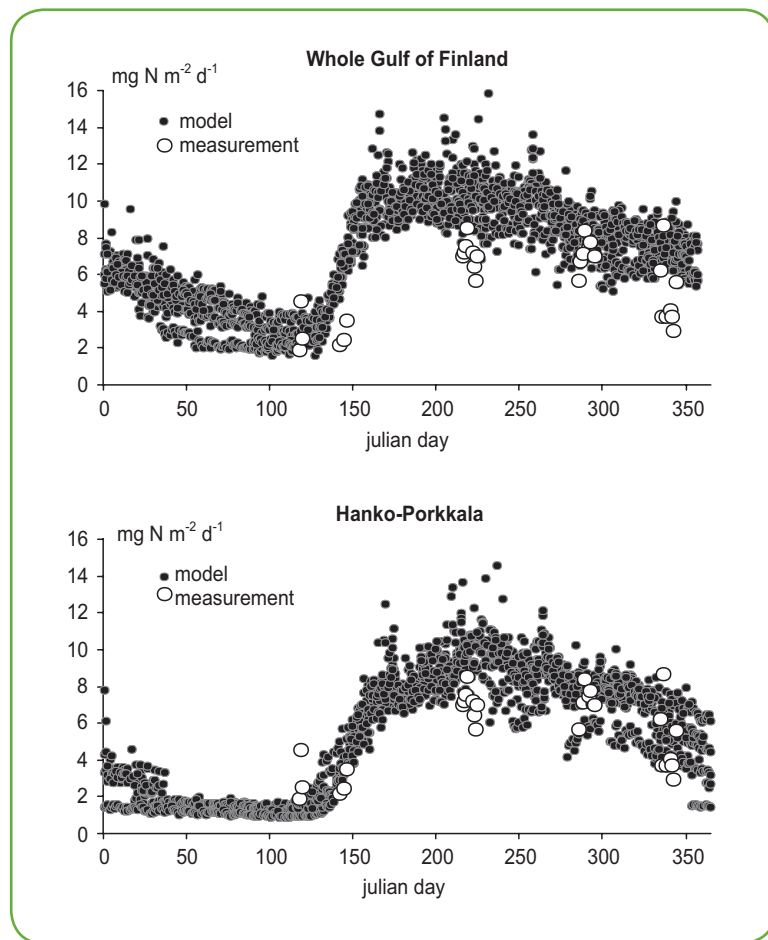 Whole Gulf of Finland
mg N m⁻² d⁻¹
16
14
12
10
8
6
4
2
0
model
measurement
0 50 100 150 200 250 300 350
julian day
Hanko-Porkkala
mg N m⁻² d⁻¹
16
14
12
10
8
6
4
2
0
model
measurement
0 50 100 150 200 250 300 350
julian day